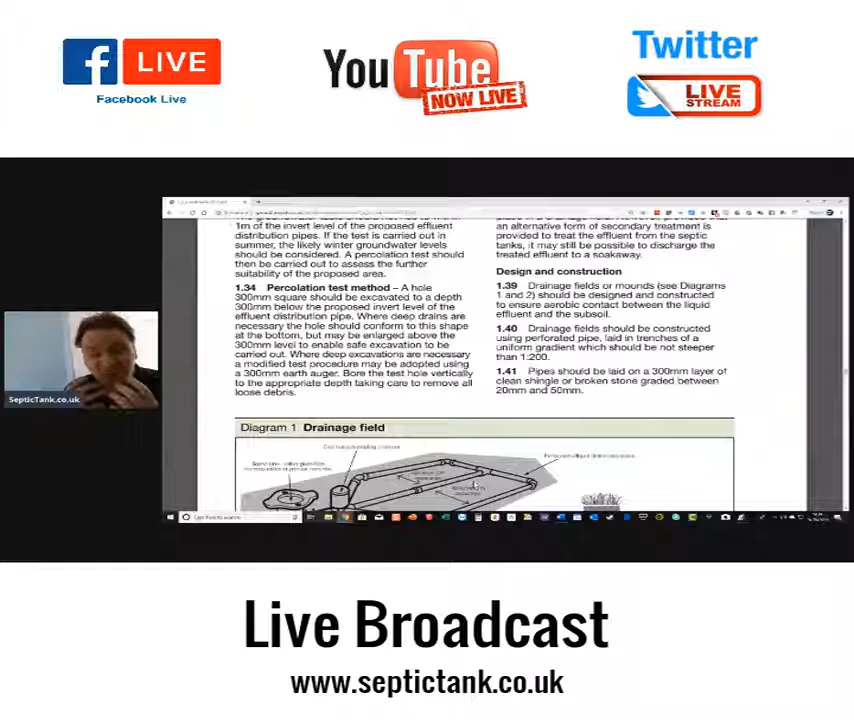 LIVE
Facebook Live
YouTube
NOW LIVE
Twitter
LIVE
STREAM
1m of the invert level of the proposed effluent
distribution pipes. If the test is carried out in
summer, the likely winter groundwater levels
should be considered. A percolation test should
then be carried out to assess the further
suitability of the proposed area.
1.34 Percolation test method – A hole
300mm square should be excavated to a depth
300mm below the proposed invert level of the
effluent distribution pipe. Where deep drains are
necessary the hole should conform to this shape
at the bottom, but may be enlarged above the
300mm level to enable safe excavation to be
carried out. Where deep excavations are necessary
a modified test procedure may be adopted using
a 300mm earth auger. Bore the test hole vertically
to the appropriate depth taking care to remove all
loose debris.
an alternative form of secondary treatment is
provided to treat the effluent from the septic
tanks, it may still be possible to discharge the
treated effluent to a soakaway.
Design and construction
1.39 Drainage fields or mounds (see Diagrams
1 and 2) should be designed and constructed
to ensure aerobic contact between the liquid
effluent and the subsoil.
1.40 Drainage fields should be constructed
using perforated pipe, laid in trenches of a
uniform gradient which should be not steeper
than 1:200.
1.41 Pipes should be laid on a 300mm layer of
clean shingle or broken stone graded between
20mm and 50mm.
Diagram 1 Drainage field
SepticTank.co.uk
Live Broadcast
www.septictank.co.uk